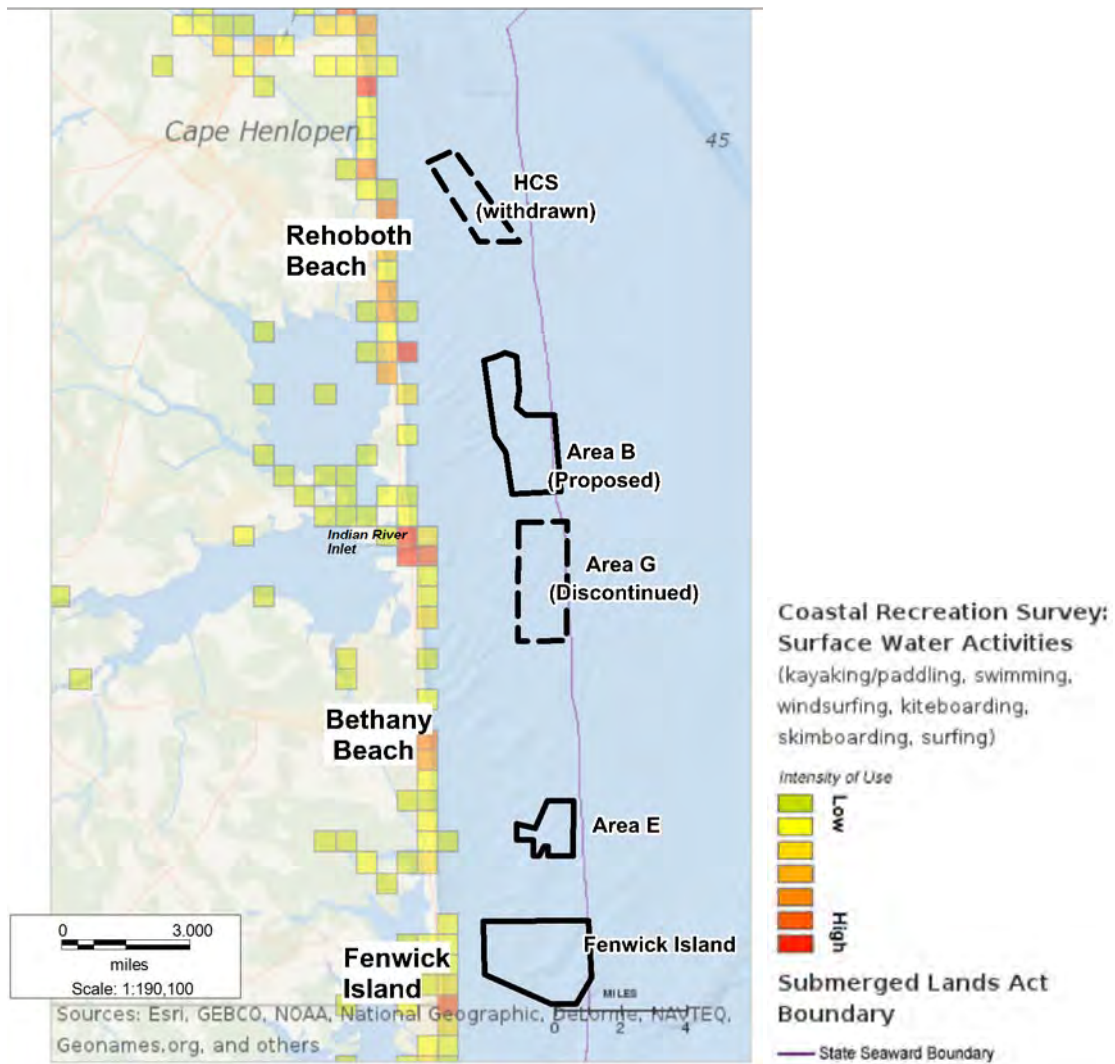 Cape Henlopen
45
HCS
(withdrawn)
Rehoboth
Beach
Area B
(Proposed)
Indian River
Inlet
Area G
(Discontinued)
Bethany
Beach
Area E
Fenwick Island
Fenwick
Island
0 3.000
miles
Scale: 1:190,100
MILES
0 2 4
Sources: Esri, GEBCO, NOAA, National Geographic, DeLorme, NAVTEQ,
Geonames.org, and others
Coastal Recreation Survey:
Surface Water Activities
(kayaking/paddling, swimming,
windsurfing, kiteboarding,
skimboarding, surfing)
Intensity of Use
Low
High
Submerged Lands Act
Boundary
State Seaward Boundary